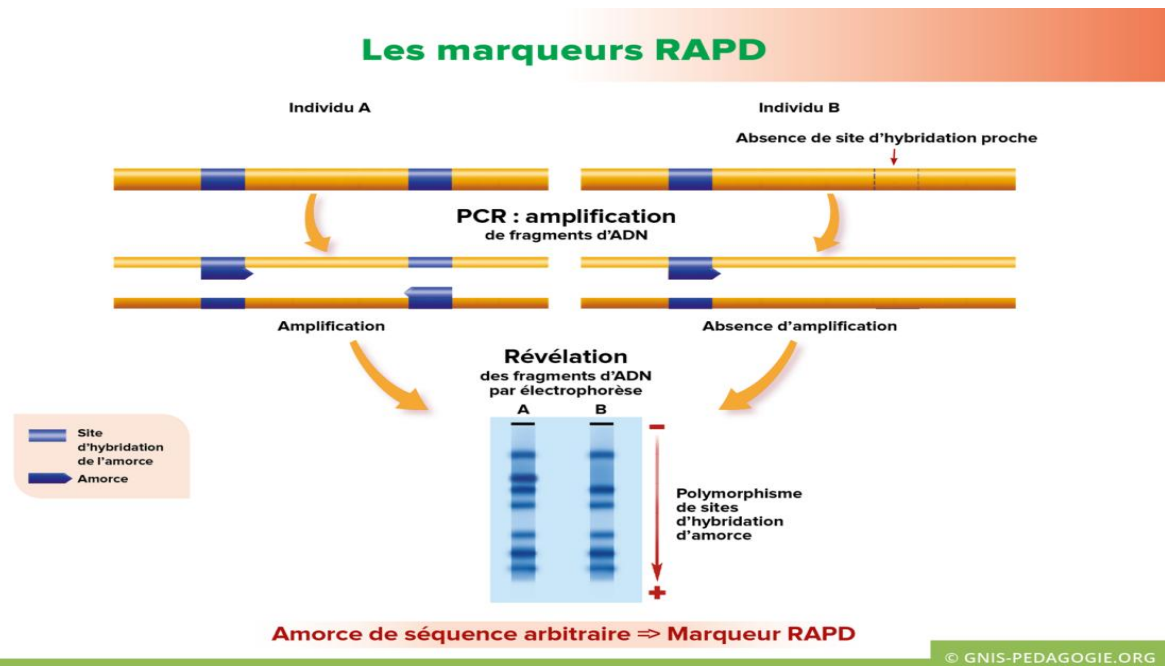 Les marqueurs RAPD
Individu A
Individu B
Absence de site d'hybridation proche
PCR : amplification
de fragments d'ADN
Amplification
Absence d'amplification
Révélation
des fragments d'ADN
par électrophorèse
A
B
Site
d'hybridation
de l'amorce
Amorce
-
Polymorphisme
de sites
d'hybridation
d'amorce
+
Amorce de séquence arbitraire => Marqueur RAPD
© GNIS-PEDAGOGIE.ORG